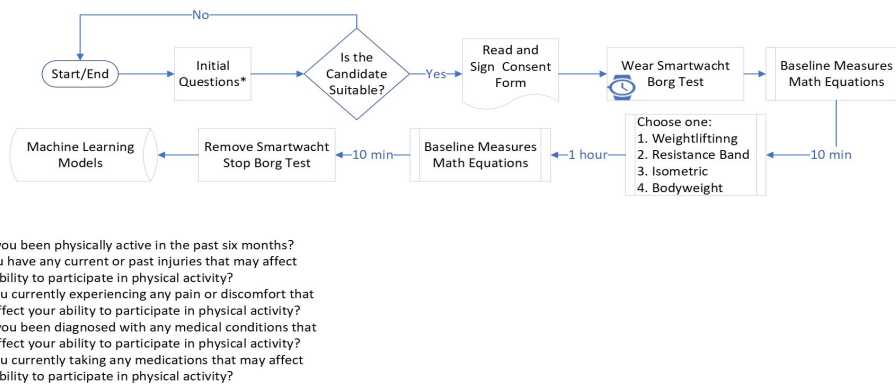 No
Start/End
Initial
Questions*
Is the
Candidate
Suitable?
Yes
Read and
Sign Consent
Form
Wear Smartwacht
Borg Test
Baseline Measures
Math Equations
10 min
Choose one:
1. Weightliftinng
2. Resistance Band
3. Isometric
4. Bodyweight
1 hour
Baseline Measures
Math Equations
10 min
Remove Smartwacht
Stop Borg Test
Machine Learning
Models
you been physically active in the past six months?
u have any current or past injuries that may affect
bility to participate in physical activity?
u currently experiencing any pain or discomfort that
ffect your ability to participate in physical activity?
you been diagnosed with any medical conditions that
ffect your ability to participate in physical activity?
u currently taking any medications that may affect
bility to participate in physical activity?